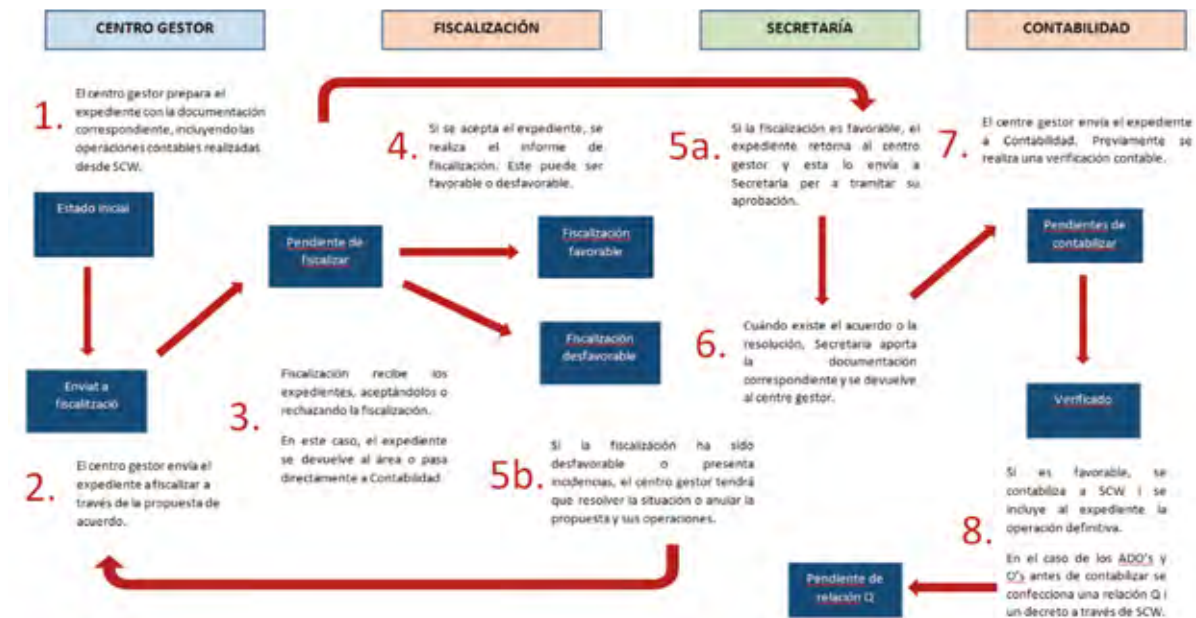 CENTRO GESTOR
FISCALIZACIÓN
SECRETARÍA
CONTABILIDAD
1.
El centro gestor prepara el
expediente con la documentación
correspondiente, incluyendo las
operaciones contables realizadas
desde SCW.
Estado inicial
Enviat a
fiscalització
2.
El centro gestor envía el
expediente a fiscalizar a
través de la propuesta de
acuerdo.
Pendiente de
fiscalizar
3.
Fiscalización recibe los
expedientes, aceptándolos o
rechazando la fiscalización.
En este caso, el expediente
se devuelve al área o pasa
directamente a Contabilidad
4.
Si se acepta el expediente, se
realiza el informe de
fiscalización. Este puede ser
favorable o desfavorable.
Fiscalización
favorable
Fiscalización
desfavorable
5a.
Si la fiscalización es favorable, el
expediente retorna al centro
gestor y esta lo envía a
Secretaría per a tramitar su
aprobación.
5b.
Si la fiscalización ha sido
desfavorable o presenta
incidencias, el centro gestor tendrá
que resolver la situación o anular la
propuesta y sus operaciones.
6.
Cuándo existe el acuerdo o la
resolución, Secretaría aporta
la documentación
correspondiente y se devuelve
al centre gestor.
7.
El centre gestor envía el expediente
a Contabilidad. Previamente se
realiza una verificación contable.
Pendientes de
contabilizar
Verificado
8.
Si es favorable, se
contabiliza a SCW i se
incluye al expediente la
operación definitiva.
En el caso de los ADO's y
O's antes de contabilizar se
confecciona una relación Q i
un decreto a través de SCW.
Pendiente de
relación Q